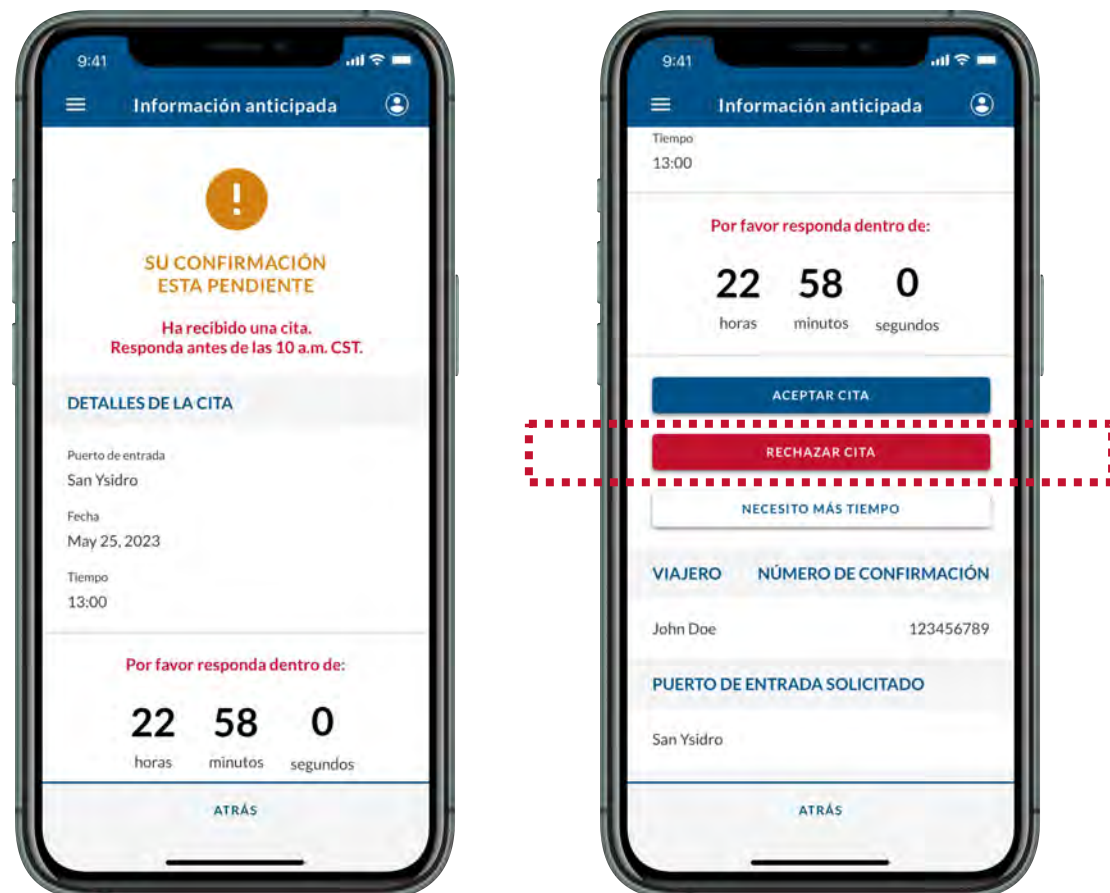 9:41
Información anticipada
SU CONFIRMACIÓN
ESTA PENDIENTE
Ha recibido una cita.
Responda antes de las 10 a.m. CST.
DETALLES DE LA CITA
Puerto de entrada
San Ysidro
Fecha
May 25, 2023
Tiempo
13:00
Por favor responda dentro de:
22 58 0
horas minutos segundos
ATRÁS
9:41
Información anticipada
Tiempo
13:00
Por favor responda dentro de:
22 58 0
horas minutos segundos
ACEPTAR CITA
RECHAZAR CITA
NECESITO MÁS TIEMPO
VIAJERO NÚMERO DE CONFIRMACIÓN
John Doe 123456789
PUERTO DE ENTRADA SOLICITADO
San Ysidro
ATRÁS